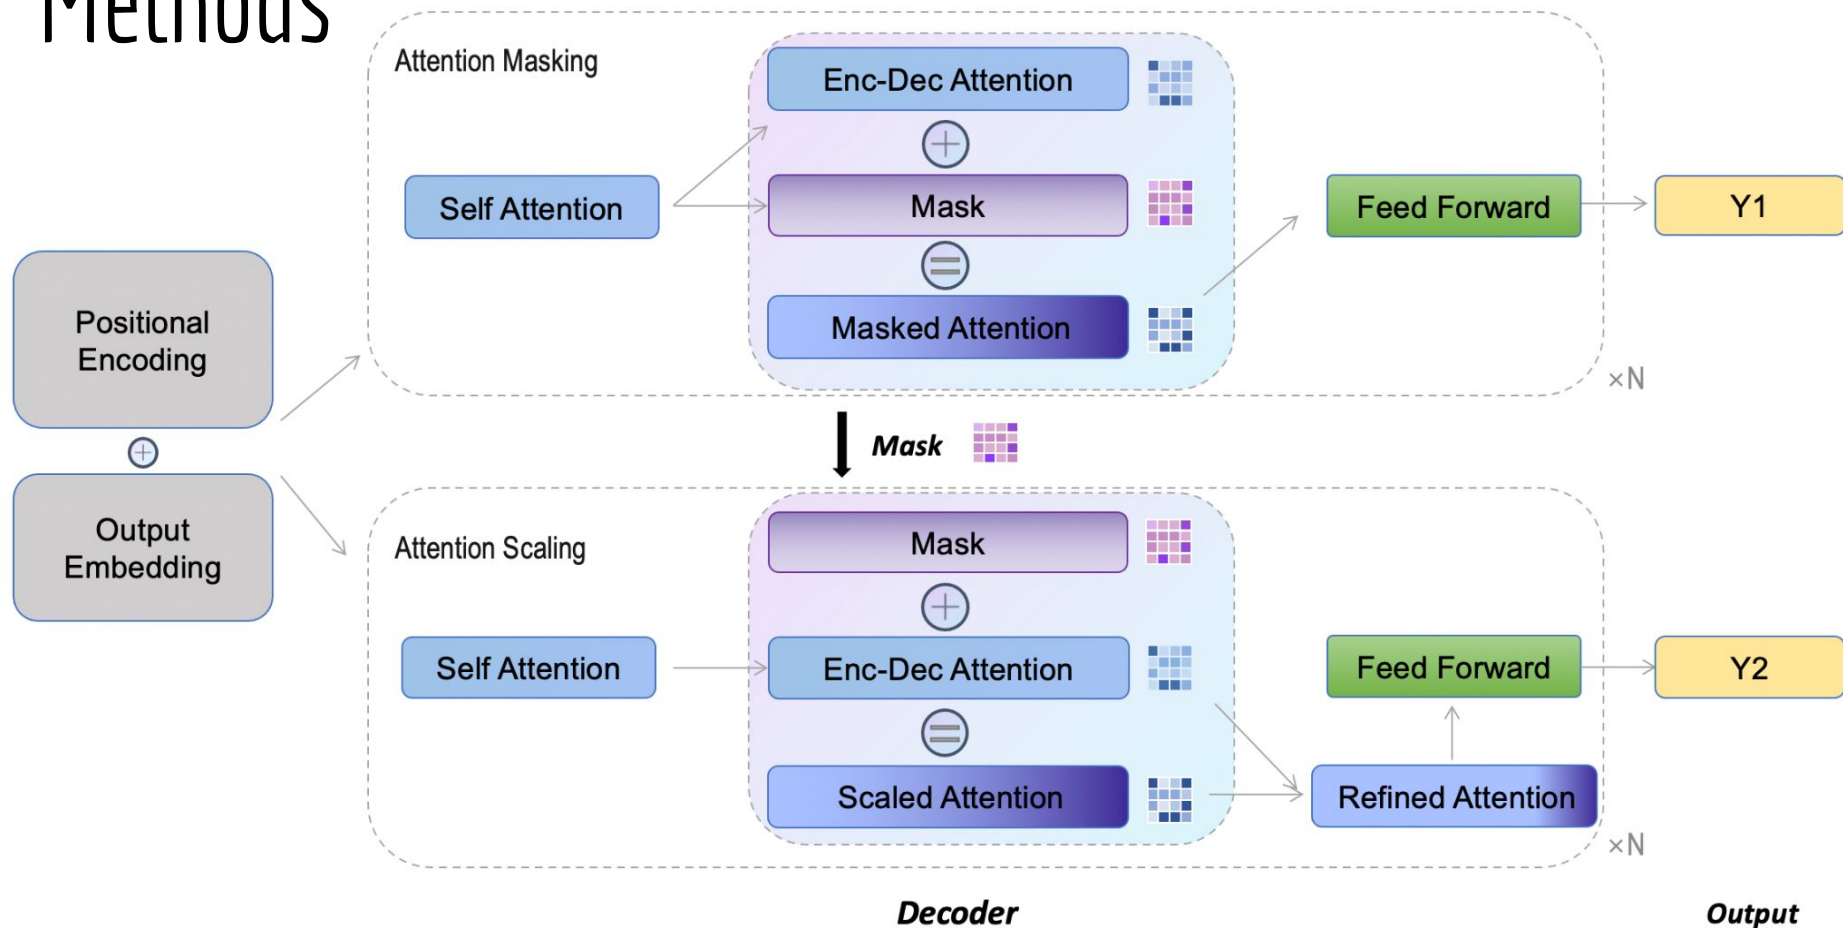 Methods
Attention Masking
Enc-Dec Attention
Self Attention
Mask
Feed Forward
Y1
Masked Attention
×N
Positional
Encoding
Output
Embedding
Mask
Attention Scaling
Mask
Self Attention
Enc-Dec Attention
Feed Forward
Y2
Scaled Attention
Refined Attention
×N
Decoder
Output